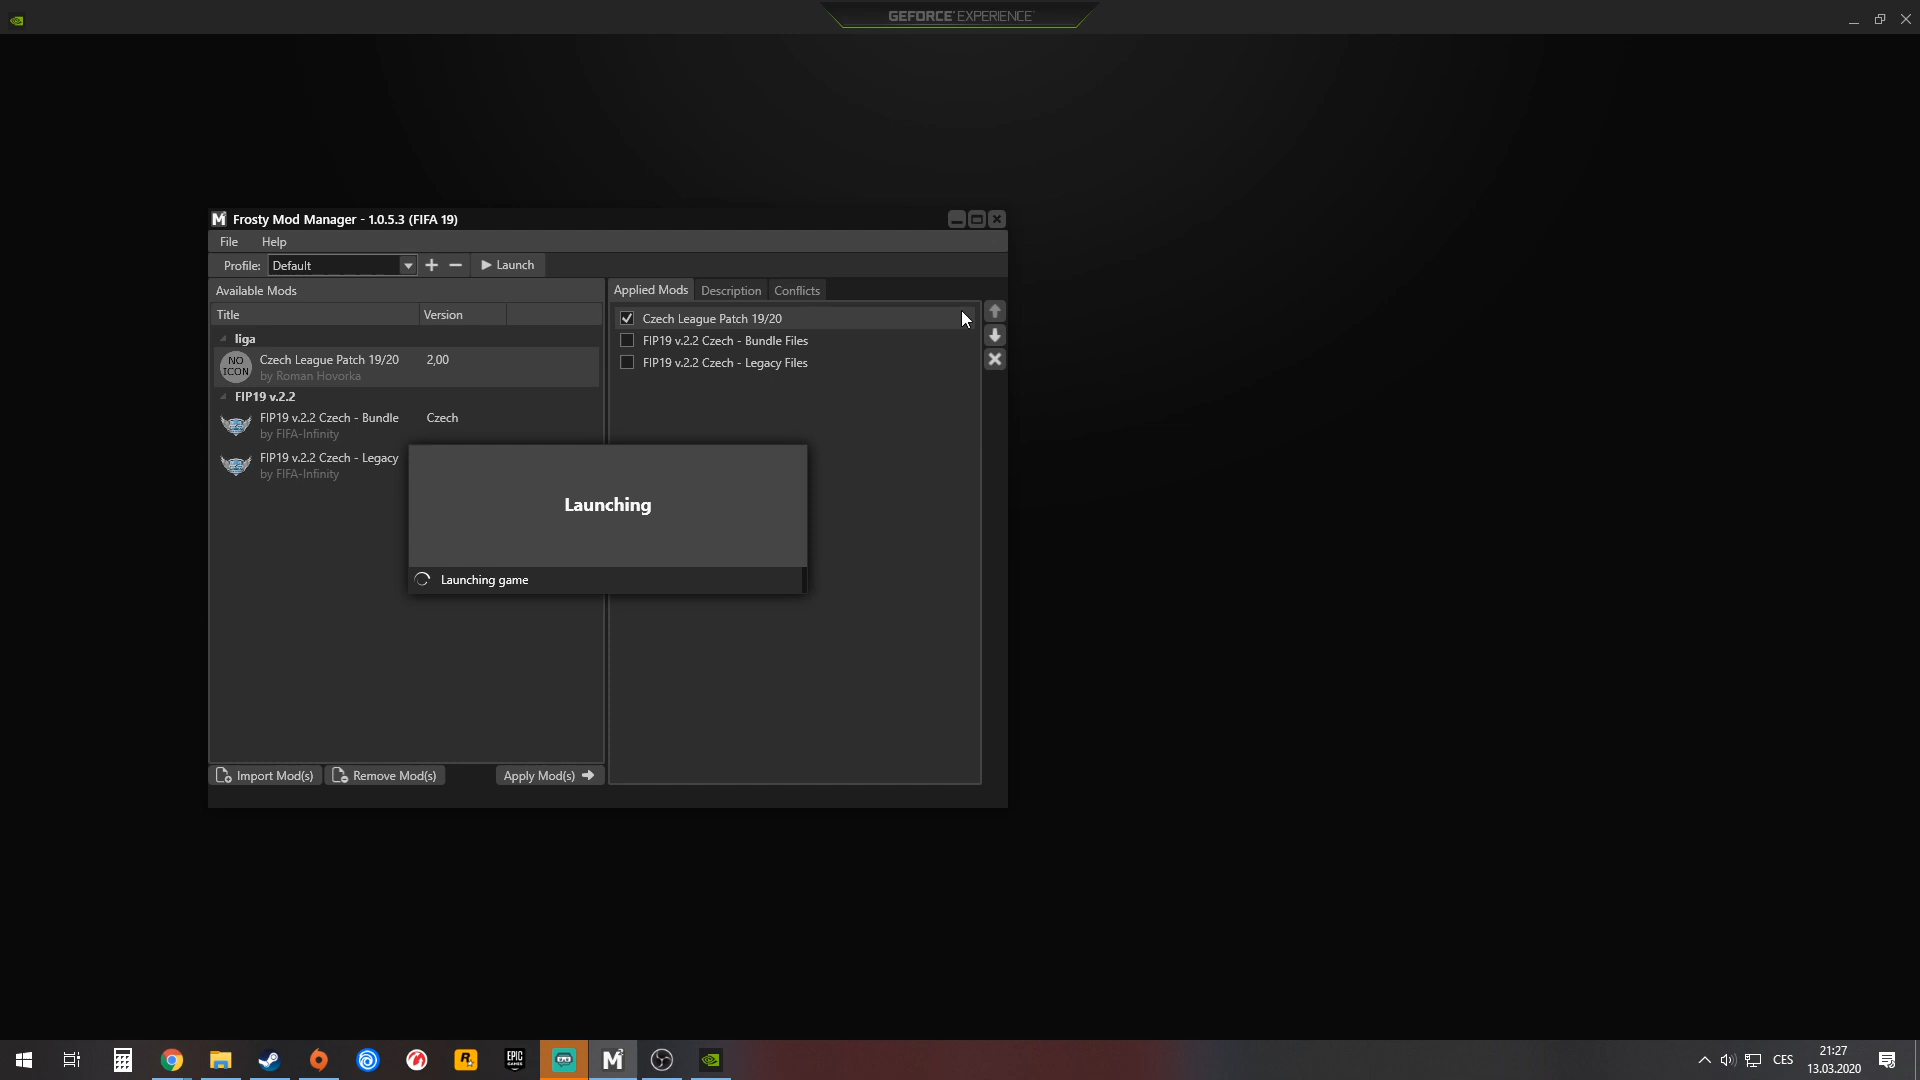 GEFORCE EXPERIENCE
M Frosty Mod Manager - 1.0.5.3 (FIFA 19)
File Help
Profile: Default + − Launch
Available Mods
Applied Mods Description Conflicts
Title Version
liga
NO ICON
Czech League Patch 19/20 2,00
by Roman Hovorka
FIP19 v.2.2
FIP19 v.2.2 Czech - Bundle Czech
by FIFA-Infinity
FIP19 v.2.2 Czech - Legacy
by FIFA-Infinity
Czech League Patch 19/20
FIP19 v.2.2 Czech - Bundle Files
FIP19 v.2.2 Czech - Legacy Files
Launching
Launching game
Import Mod(s) Remove Mod(s) Apply Mod(s)
R EPIC GAMES M
CES
21:27
13.03.2020